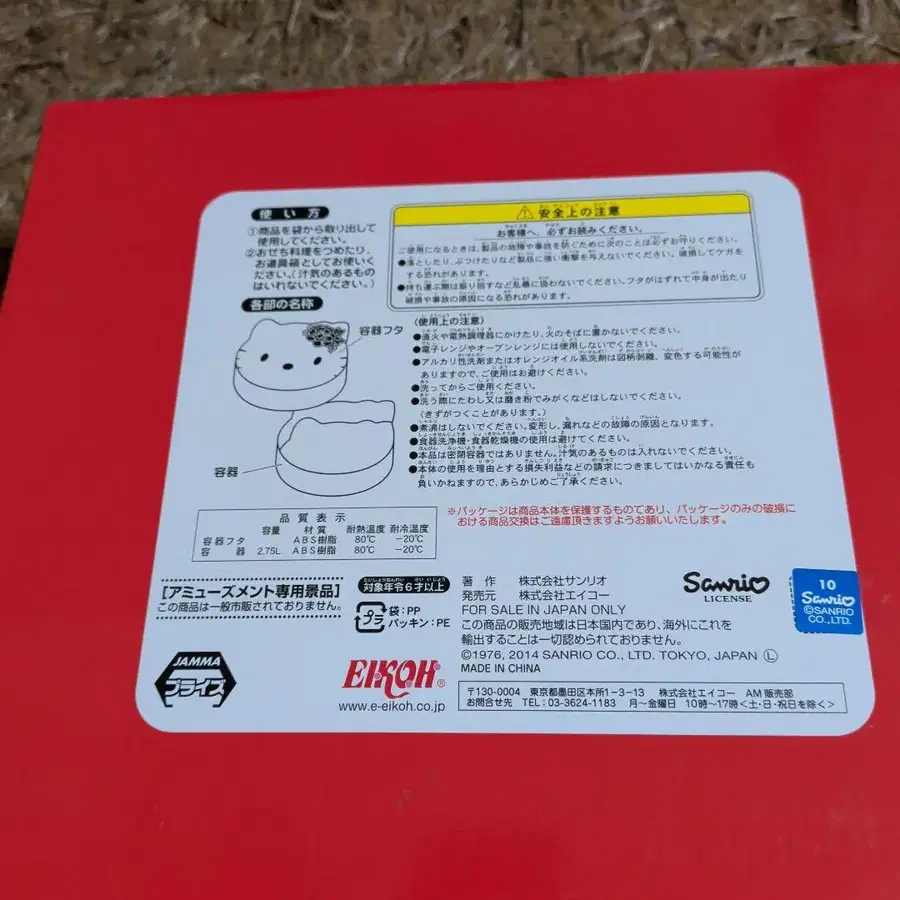 使い方
①商品を袋から取り出して
使用してください。
②おせち料理をつめたり、
お道具箱としてお使いく
ださい。(汁気のあるもの
はいれないでください。)
各部の名称
容器フタ
容器
安全上の注意
お客様へ、必ずお読みください。
ご使用になるときは、製品の故障や事故を防ぐために次のことは必ずお守りください。
●落としたり、ぶつけたりなど製品に強い衝撃を与えないでください。破損してケガを
する恐れがあります。
●持ち運ぶ際は振り回すなど乱暴に扱わないでください。フタがはずれて中身が出たり
破損や事故の原因になる恐れがあります。
〈使用上の注意〉
●直火や電熱調理器にかけたり、火のそばに置かないでください。
●電子レンジやオーブンレンジには使用しないでください。
●アルカリ性洗剤またはオレンジオイル系洗剤は図柄剥離、変色する可能性が
ありますので、ご使用はお避けください。
●洗ってからご使用ください。
●洗う際にたわし又は磨き粉でみがくなどはしないでください。
(きずがつくことがあります。)
●煮沸はしないでください。変形し、漏れなどの故障の原因となります。
●食器洗浄機・食器乾燥機の使用は避けてください。
●本品は密閉容器ではありません。汁気のあるものは入れないでください。
●本体の使用を理由とする損失利益などの請求につきましてはいかなる責任も
負いかねますので、あらかじめご了承ください。
※パッケージは商品本体を保護するものであり、パッケージのみの破損に
おける商品交換はご遠慮頂きますようお願いいたします。
品質表示
容量 材質 耐熱温度 耐冷温度
容器フタ ABS樹脂 80℃ −20℃
容器 2.75L ABS樹脂 80℃ −20℃
[アミューズメント専用景品]
この商品は一般市販されておりません。
対象年令6才以上
プラ
袋:PP
パッキン:PE
JAMMA
プライズ
EIKOH®
www.e-eikoh.co.jp
著作 株式会社サンリオ
発売元 株式会社エイコー
FOR SALE IN JAPAN ONLY
この商品の販売地域は日本国内であり、海外にこれを
輸出することは一切認められておりません。
©1976, 2014 SANRIO CO., LTD. TOKYO, JAPAN Ⓛ
MADE IN CHINA
Sanrio
LICENSE
10
Sanrio
©SANRIO
CO., LTD.
〒130-0004 東京都墨田区本所1−3−13 株式会社エイコー AM販売部
お問合せ先 TEL:03-3624-1183 月〜金曜日 10時〜17時<土・日・祝日を除く>